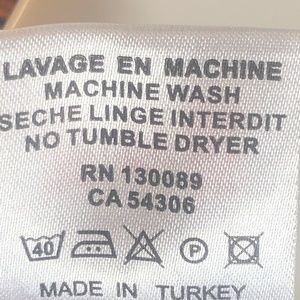 LAVAGE EN MACHINE
MACHINE WASH
SECHE LINGE INTERDIT
NO TUMBLE DRYER
RN 130089
CA 54306
40 P
MADE IN TURKEY